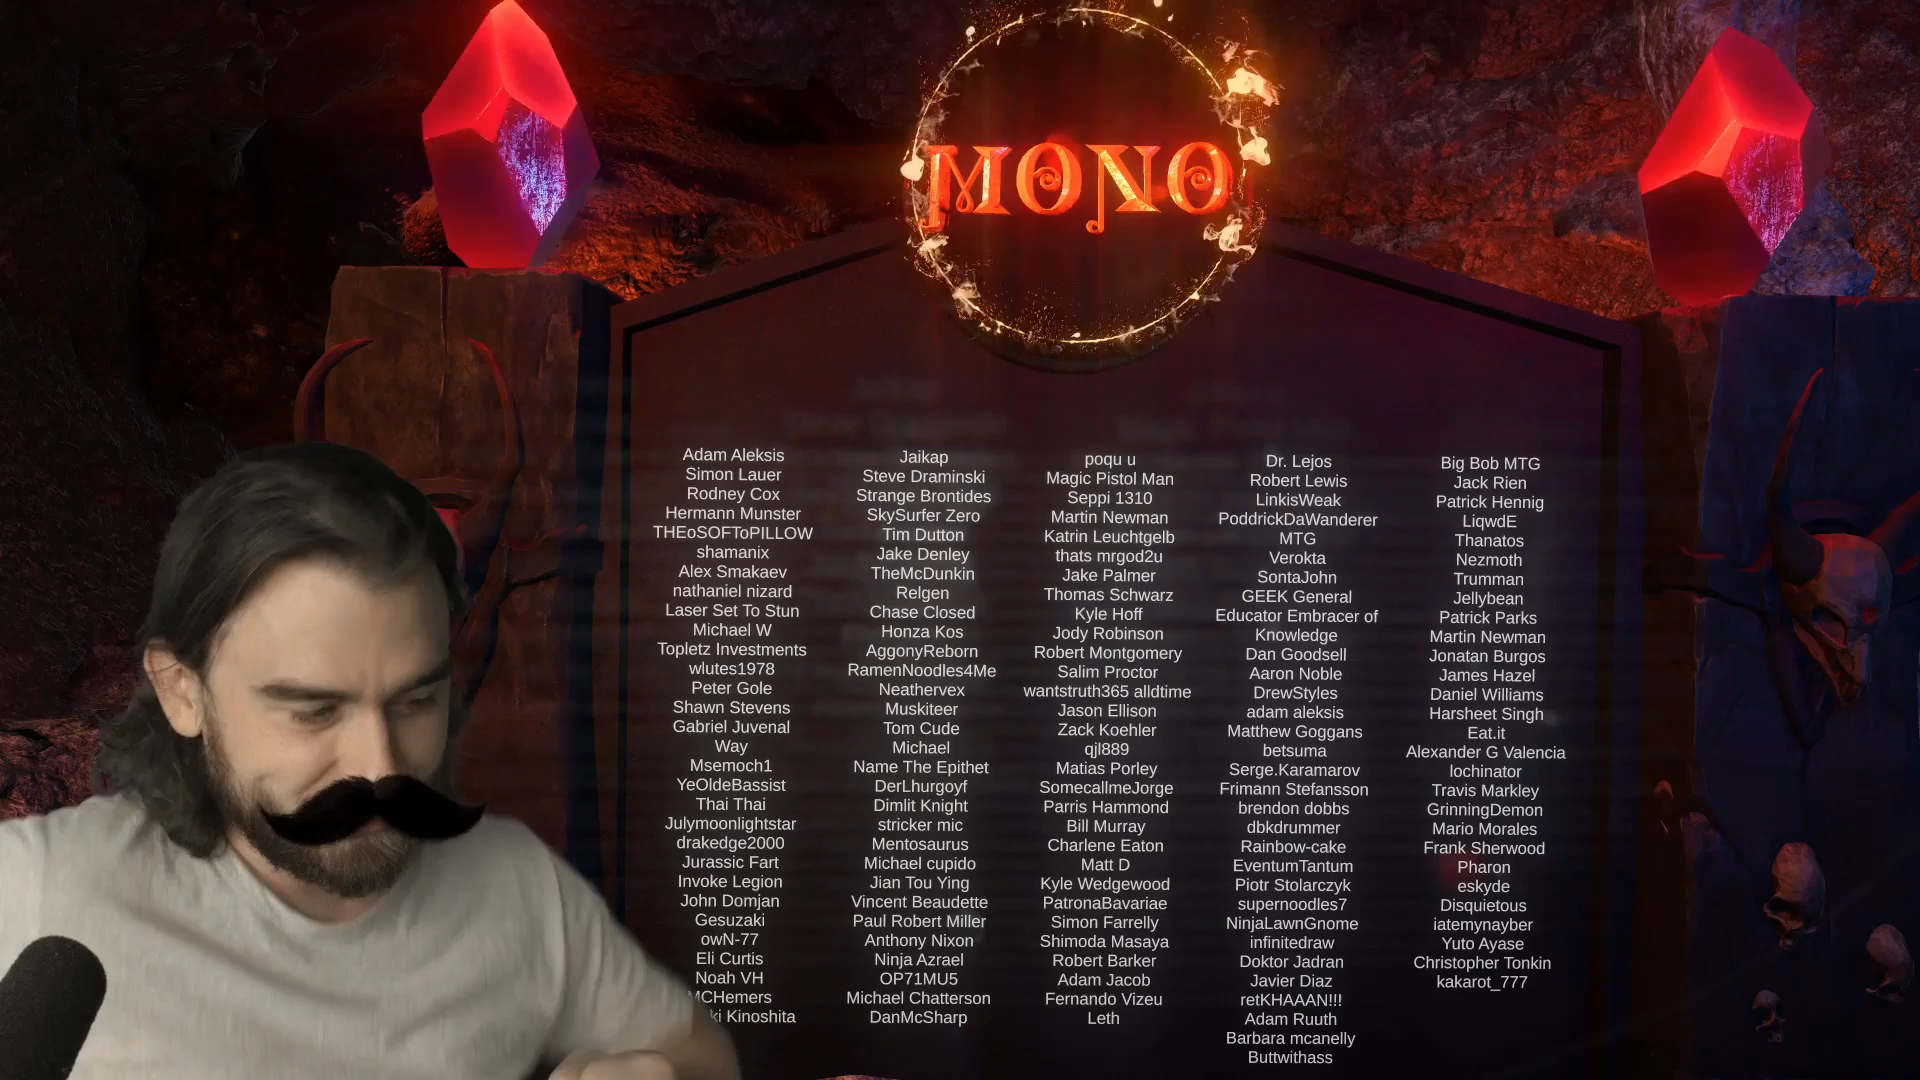 MONO
Adam Aleksis
Simon Lauer
Rodney Cox
Hermann Munster
THEoSOFToPILLOW
shamanix
Alex Smakaev
nathaniel nizard
Laser Set To Stun
Michael W
Topletz Investments
wlutes1978
Peter Gole
Shawn Stevens
Gabriel Juvenal
Way
Msemoch1
YeOldeBassist
Thai Thai
Julymoonlightstar
drakedge2000
Jurassic Fart
Invoke Legion
John Domjan
Gesuzaki
owN-77
Eli Curtis
Noah VH
MCHemers
Kinoshita
Jaikap
Steve Draminski
Strange Brontides
SkySurfer Zero
Tim Dutton
Jake Denley
TheMcDunkin
Relgen
Chase Closed
Honza Kos
AggonyReborn
RamenNoodles4Me
Neathervex
Muskiteer
Tom Cude
Michael
Name The Epithet
DerLhurgoyf
Dimlit Knight
stricker mic
Mentosaurus
Michael cupido
Jian Tou Ying
Vincent Beaudette
Paul Robert Miller
Anthony Nixon
Ninja Azrael
OP71MU5
Michael Chatterson
DanMcSharp
poqu u
Magic Pistol Man
Seppi 1310
Martin Newman
Katrin Leuchtgelb
thats mrgod2u
Jake Palmer
Thomas Schwarz
Kyle Hoff
Jody Robinson
Robert Montgomery
Salim Proctor
wantstruth365 alldtime
Jason Ellison
Zack Koehler
qjl889
Matias Porley
SomecallmeJorge
Parris Hammond
Bill Murray
Charlene Eaton
Matt D
Kyle Wedgewood
PatronaBavariae
Simon Farrelly
Shimoda Masaya
Robert Barker
Adam Jacob
Fernando Vizeu
Leth
Dr. Lejos
Robert Lewis
LinkisWeak
PoddrickDaWanderer
MTG
Verokta
SontaJohn
GEEK General
Educator Embracer of
Knowledge
Dan Goodsell
Aaron Noble
DrewStyles
adam aleksis
Matthew Goggans
betsuma
Serge.Karamarov
Frimann Stefansson
brendon dobbs
dbkdrummer
Rainbow-cake
EventumTantum
Piotr Stolarczyk
supernoodles7
NinjaLawnGnome
infinitedraw
Doktor Jadran
Javier Diaz
retKHAAAN!!!
Adam Ruuth
Barbara mcanelly
Buttwithass
Big Bob MTG
Jack Rien
Patrick Hennig
LiqwdE
Thanatos
Nezmoth
Trumman
Jellybean
Patrick Parks
Martin Newman
Jonatan Burgos
James Hazel
Daniel Williams
Harsheet Singh
Eat.it
Alexander G Valencia
lochinator
Travis Markley
GrinningDemon
Mario Morales
Frank Sherwood
Pharon
eskyde
Disquietous
iatemynayber
Yuto Ayase
Christopher Tonkin
kakarot_777